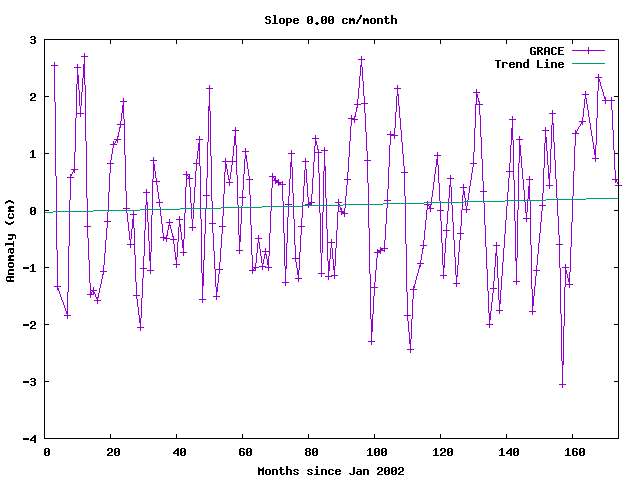 Slope 0.00 cm/month
GRACE
Trend Line
3
2
1
0
-1
-2
-3
-4
Anomaly (cm)
0 20 40 60 80 100 120 140 160
Months since Jan 2002